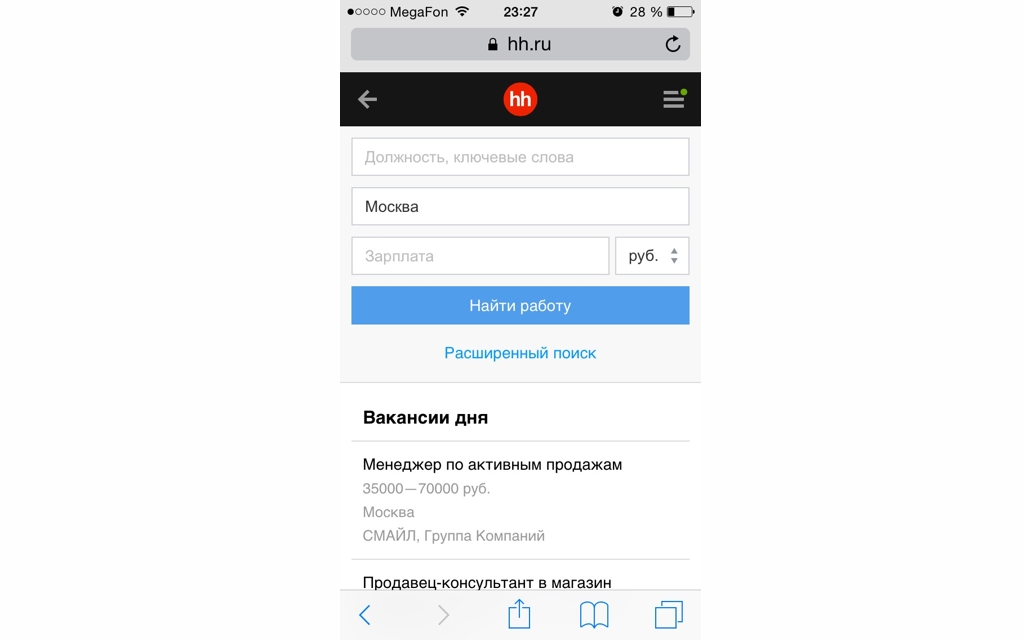 MegaFon 23:27 28 %
hh.ru
hh
Должность, ключевые слова
Москва
Зарплата руб.
Найти работу
Расширенный поиск
Вакансии дня
Менеджер по активным продажам
35000—70000 руб.
Москва
СМАЙЛ, Группа Компаний
Продавец-консультант в магазин